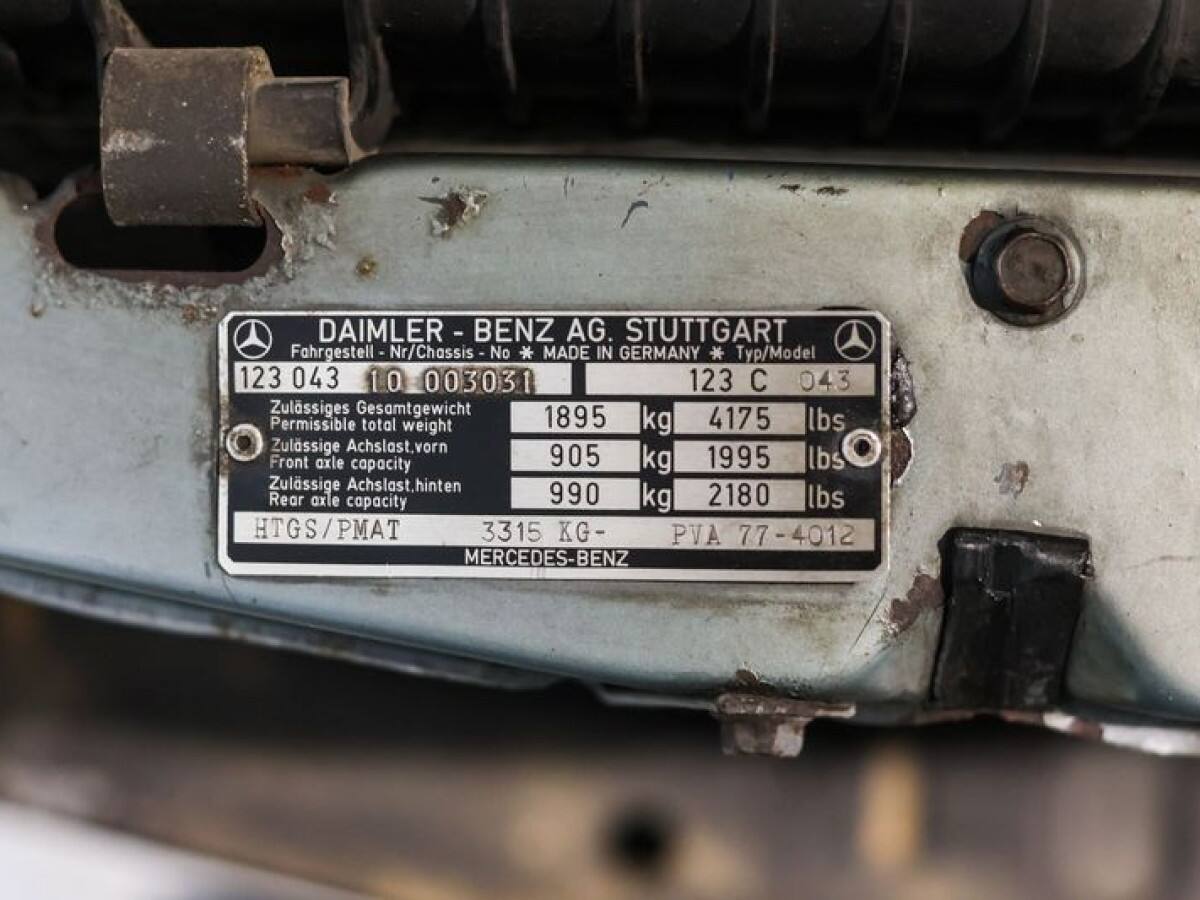 DAIMLER - BENZ AG. STUTTGART
Fahrgestell - Nr/Chassis - No * MADE IN GERMANY * Typ/Model
123 043 10 003031 123 C 043
Zulässiges Gesamtgewicht
Permissible total weight 1895 kg 4175 lbs
Zulässige Achslast,vorn
Front axle capacity 905 kg 1995 lbs
Zulässige Achslast,hinten
Rear axle capacity 990 kg 2180 lbs
HTGS/PMAT 3315 KG- PVA 77-4012
MERCEDES-BENZ